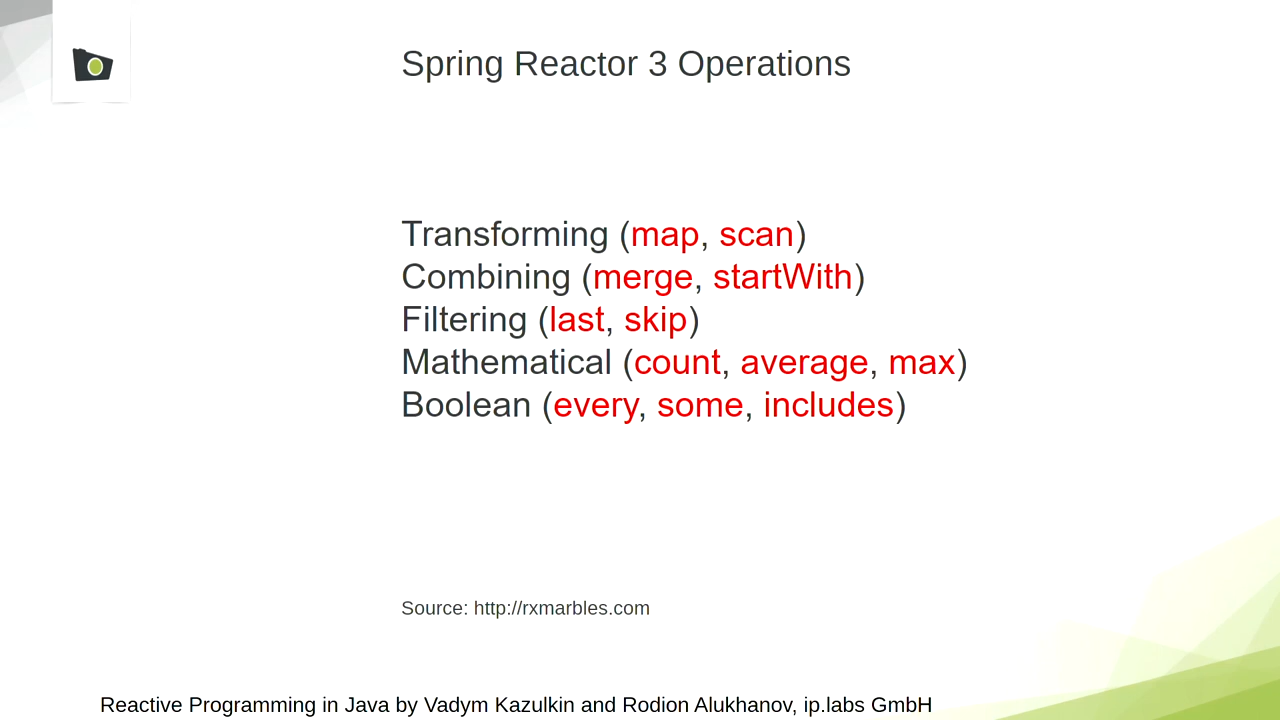 Spring Reactor 3 Operations
Transforming (map, scan)
Combining (merge, startWith)
Filtering (last, skip)
Mathematical (count, average, max)
Boolean (every, some, includes)
Source: http://rxmarbles.com
Reactive Programming in Java by Vadym Kazulkin and Rodion Alukhanov, ip.labs GmbH